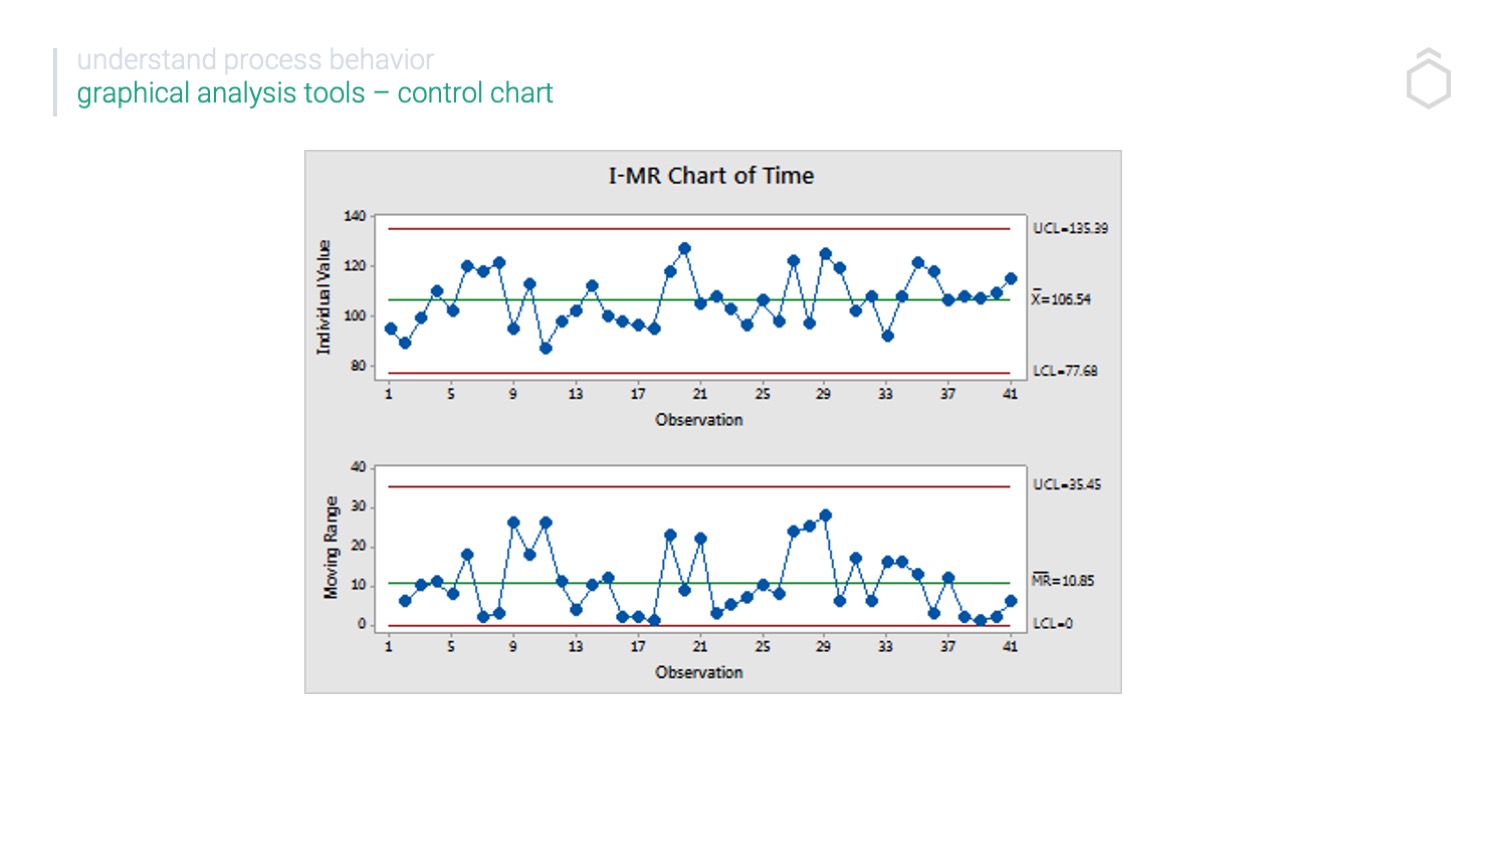 understand process behavior
graphical analysis tools – control chart
I-MR Chart of Time
Individual Value
140
120
100
80
UCL=135.39
X̄=106.54
LCL=77.68
1 5 9 13 17 21 25 29 33 37 41
Observation
Moving Range
40
30
20
10
0
UCL=35.45
M̅R̅=10.85
LCL=0
1 5 9 13 17 21 25 29 33 37 41
Observation